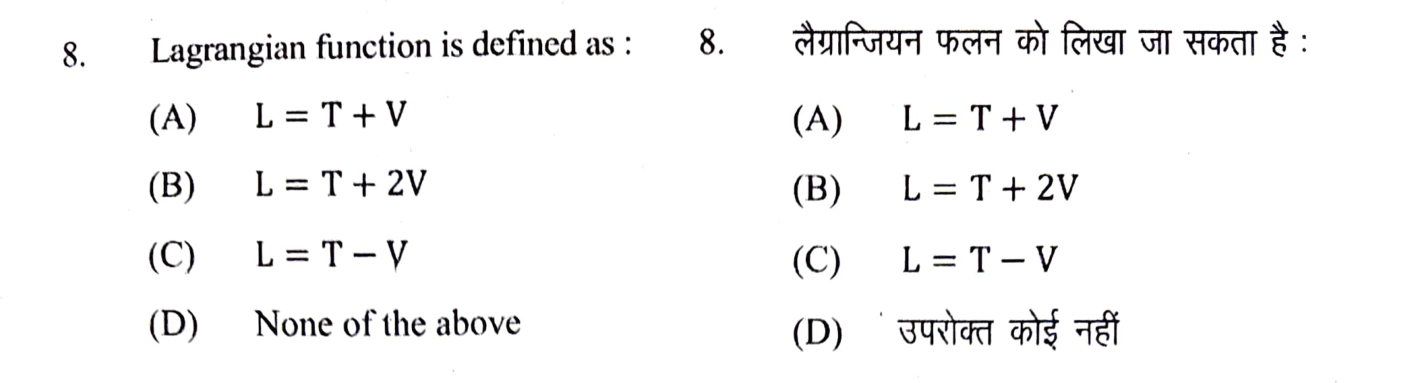 8. Lagrangian function is defined as :
(A) L = T + V
(B) L = T + 2V
(C) L = T – V
(D) None of the above
8. लैग्रान्जियन फलन को लिखा जा सकता है :
(A) L = T + V
(B) L = T + 2V
(C) L = T – V
(D) उपरोक्त कोई नहीं